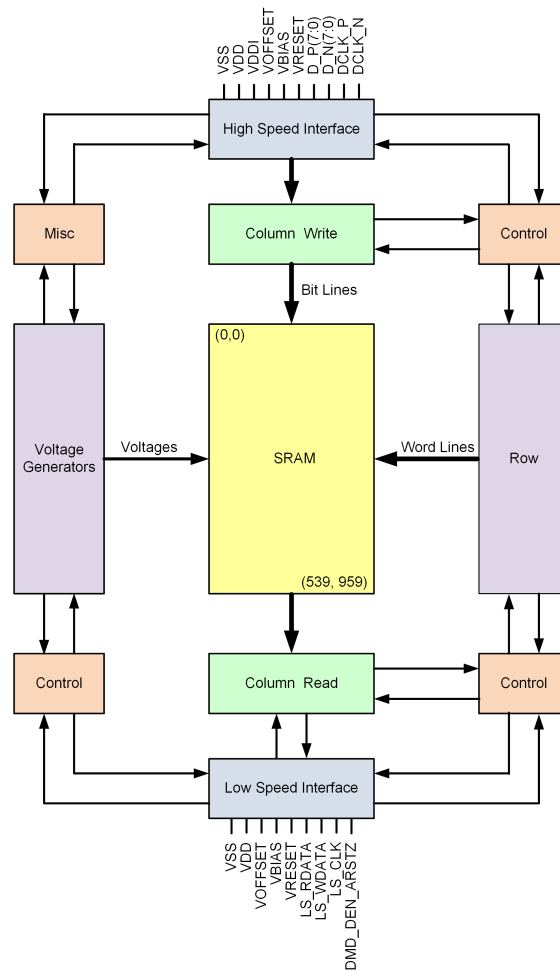 VSS
VDD
VDDI
VOFFSET
VBIAS
VRESET
D_P(7:0)
D_N(7:0)
DCLK_P
DCLK_N
High Speed Interface
Misc
Column Write
Control
Bit Lines
(0,0)
Voltage
Generators
Voltages
SRAM
Word Lines
Row
(539, 959)
Control
Column Read
Control
Low Speed Interface
VSS
VDD
VOFFSET
VBIAS
VRESET
LS_RDATA
LS_WDATA
LS_CLK
DMD_DEN_ARSTZ